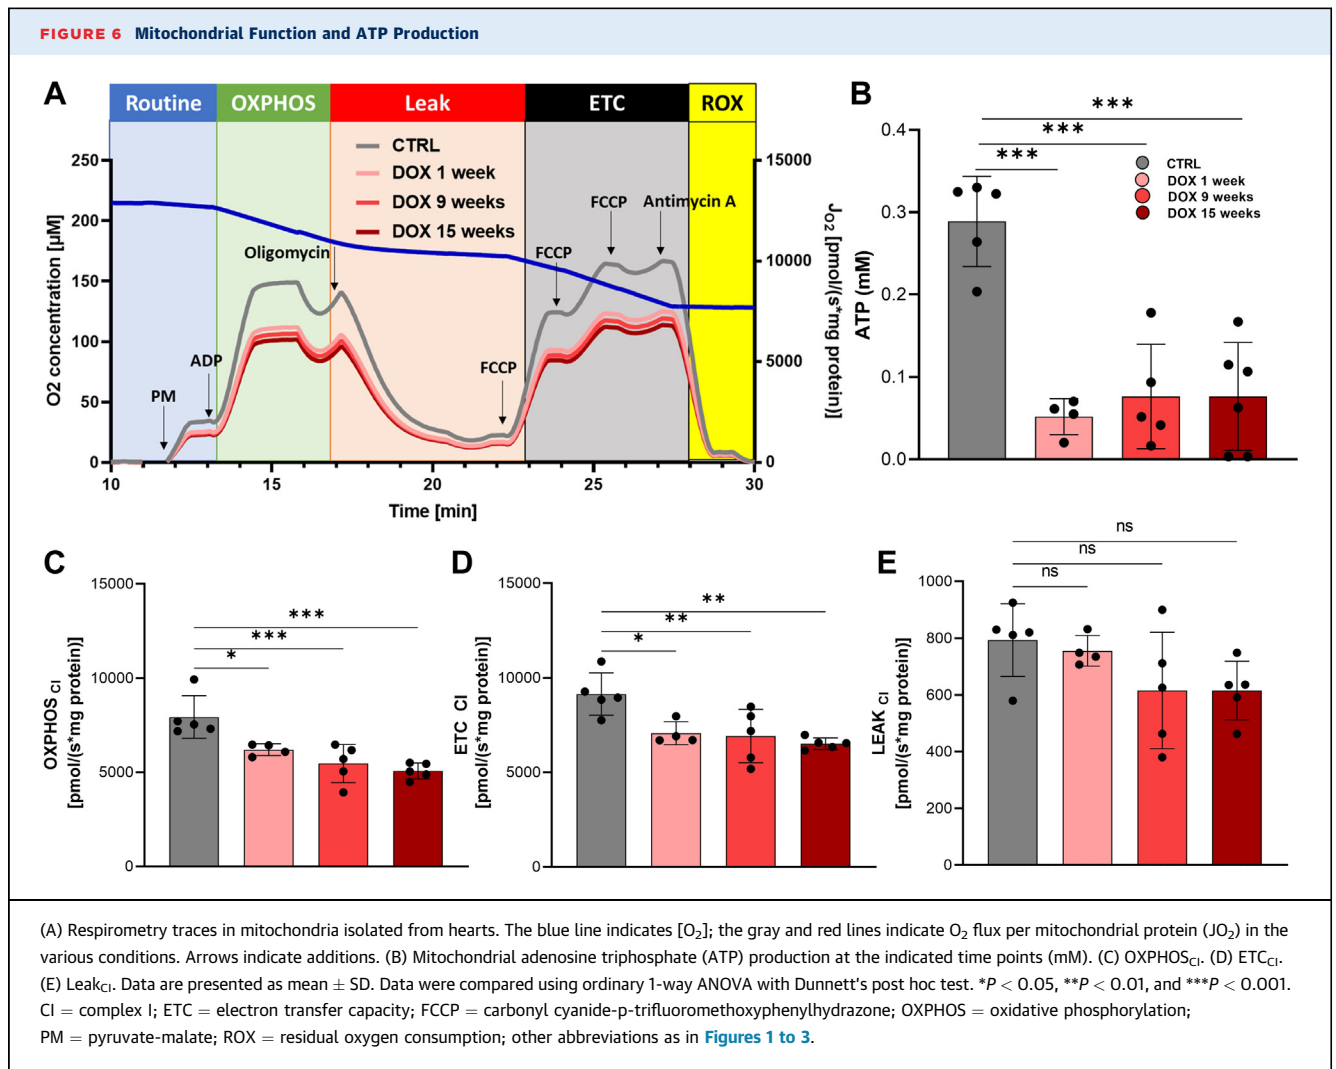 FIGURE 6 Mitochondrial Function and ATP Production
A
Routine OXPHOS Leak ETC ROX
CTRL
DOX 1 week
DOX 9 weeks
DOX 15 weeks
PM
ADP
Oligomycin
FCCP
FCCP
FCCP
Antimycin A
O2 concentration [µM]
250
200
150
100
50
0
15000
10000
5000
0
JO2 [pmol/(s*mg protein)]
10 15 20 25 30
Time [min]
B
***
***
***
CTRL
DOX 1 week
DOX 9 weeks
DOX 15 weeks
ATP (mM)
0.4
0.3
0.2
0.1
0.0
C
OXPHOS CI
[pmol/(s*mg protein)]
15000
10000
5000
0
***
***
*
D
ETC CI
[pmol/(s*mg protein)]
15000
10000
5000
0
**
**
*
E
LEAK CI
[pmol/(s*mg protein)]
1000
800
600
400
200
0
ns
ns
ns
(A) Respirometry traces in mitochondria isolated from hearts. The blue line indicates [O2]; the gray and red lines indicate O2 flux per mitochondrial protein (JO2) in the
various conditions. Arrows indicate additions. (B) Mitochondrial adenosine triphosphate (ATP) production at the indicated time points (mM). (C) OXPHOSCI. (D) ETCCI.
(E) LeakCI. Data are presented as mean ± SD. Data were compared using ordinary 1-way ANOVA with Dunnett's post hoc test. *P < 0.05, **P < 0.01, and ***P < 0.001.
CI = complex I; ETC = electron transfer capacity; FCCP = carbonyl cyanide-p-trifluoromethoxyphenylhydrazone; OXPHOS = oxidative phosphorylation;
PM = pyruvate-malate; ROX = residual oxygen consumption; other abbreviations as in Figures 1 to 3.